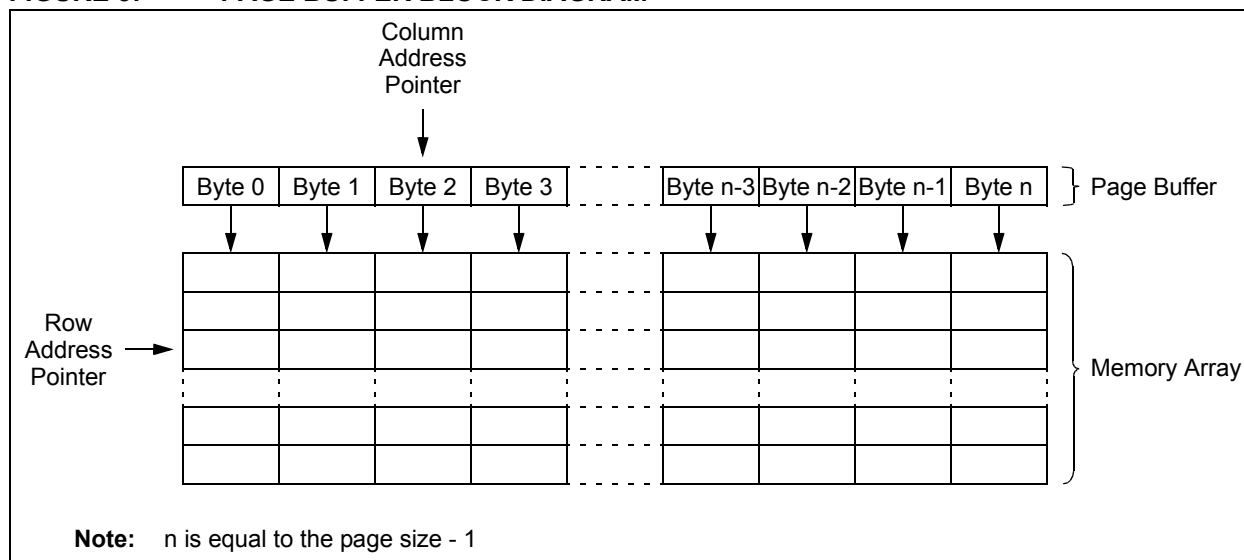 Column
Address
Pointer
Byte 0 Byte 1 Byte 2 Byte 3 Byte n-3 Byte n-2 Byte n-1 Byte n
Page Buffer
Row
Address
Pointer
Memory Array
Note: n is equal to the page size - 1